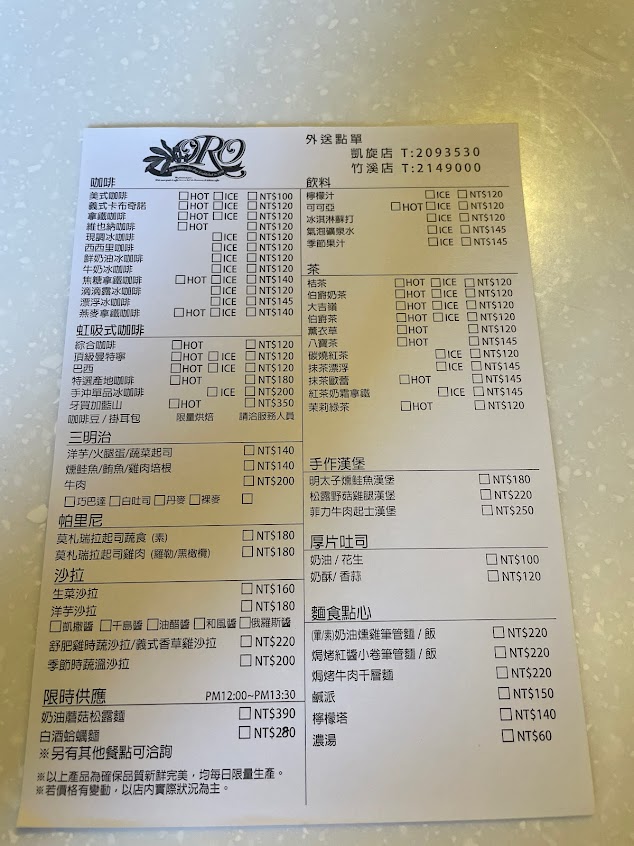 ORO
外送點單
凱旋店 T:2093530
竹溪店 T:2149000
咖啡
美式咖啡 □HOT □ICE □NT$100
義式卡布奇諾 □HOT □ICE □NT$120
拿鐵咖啡 □HOT □ICE □NT$120
維也納咖啡 □HOT □NT$120
現調冰咖啡 □ICE □NT$120
西西里咖啡 □ICE □NT$120
鮮奶油冰咖啡 □ICE □NT$120
牛奶冰咖啡 □ICE □NT$120
焦糖拿鐵咖啡 □HOT □ICE □NT$140
滴滴露冰咖啡 □ICE □NT$120
漂浮冰咖啡 □ICE □NT$145
燕麥拿鐵咖啡 □HOT □ICE □NT$140
虹吸式咖啡
綜合咖啡 □HOT □NT$120
頂級曼特寧 □HOT □ICE □NT$120
巴西 □HOT □ICE □NT$120
特選產地咖啡 □HOT □NT$180
手沖單品冰咖啡 □ICE □NT$200
牙買加藍山 □HOT □NT$350
咖啡豆 / 掛耳包 限量烘焙 請洽服務人員
三明治
洋芋/火腿蛋/蔬菜起司 □NT$140
燻鮭魚/鮪魚/雞肉培根 □NT$140
牛肉 □NT$200
□巧巴達 □白吐司 □丹麥 □裸麥 □
帕里尼
莫札瑞拉起司蔬食 (素) □NT$180
莫札瑞拉起司雞肉 (羅勒/黑橄欖) □NT$180
沙拉
生菜沙拉 □NT$160
洋芋沙拉 □NT$180
□凱撒醬 □千島醬 □油醋醬 □和風醬 □俄羅斯醬
舒肥雞時蔬沙拉/義式香草雞沙拉 □NT$220
季節時蔬溫沙拉 □NT$200
限時供應 PM12:00~PM13:30
奶油蘑菇松露麵 □NT$390
白酒蛤蠣麵 □NT$280
※另有其他餐點可洽詢
※以上產品為確保品質新鮮完美，均每日限量生產。
※若價格有變動，以店內實際狀況為主。
飲料
檸檬汁 □ICE □NT$120
可可亞 □HOT □ICE □NT$120
冰淇淋蘇打 □ICE □NT$120
氣泡礦泉水 □ICE □NT$145
季節果汁 □ICE □NT$145
茶
桔茶 □HOT □ICE □NT$120
伯爵奶茶 □HOT □ICE □NT$120
大吉嶺 □HOT □ICE □NT$120
伯爵茶 □HOT □ICE □NT$120
薰衣草 □HOT □NT$120
八寶茶 □HOT □NT$145
碳燒紅茶 □ICE □NT$120
抹茶漂浮 □ICE □NT$145
抹茶歐蕾 □HOT □NT$145
紅茶奶霜拿鐵 □ICE □NT$145
茉莉綠茶 □HOT □NT$120
手作漢堡
明太子燻鮭魚漢堡 □NT$180
松露野菇雞腿漢堡 □NT$220
菲力牛肉起士漢堡 □NT$250
厚片吐司
奶油 / 花生 □NT$100
奶酥 / 香蒜 □NT$120
麵食點心
(葷/素)奶油燻雞筆管麵 / 飯 □NT$220
焗烤紅醬小卷筆管麵 / 飯 □NT$220
焗烤牛肉千層麵 □NT$220
鹹派 □NT$150
檸檬塔 □NT$140
濃湯 □NT$60